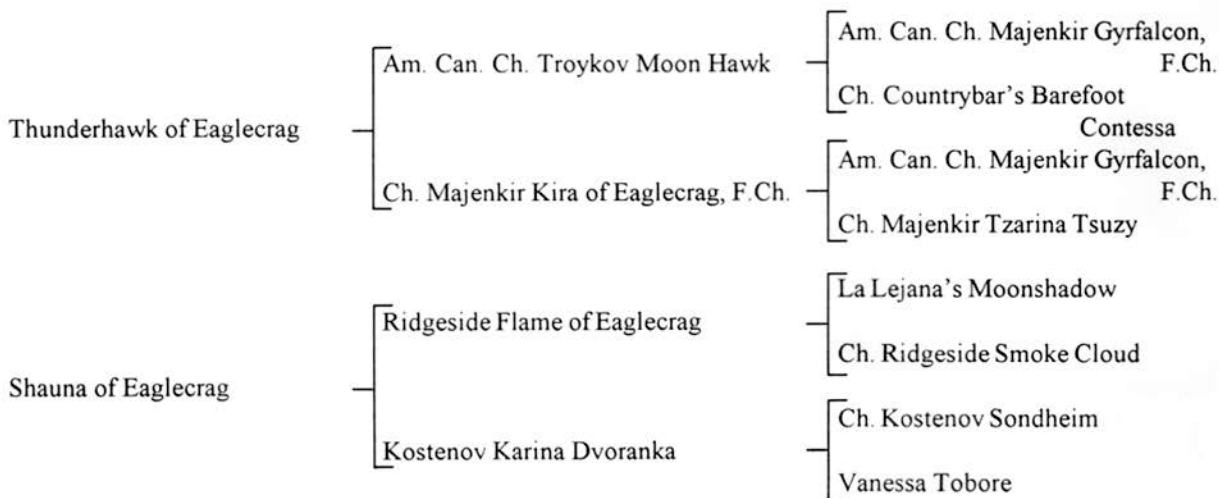 Am. Can. Ch. Majenkir Gyrfalcon,
F.Ch.
Am. Can. Ch. Troykov Moon Hawk
Ch. Countrybar's Barefoot
Contessa
Thunderhawk of Eaglecrag
Am. Can. Ch. Majenkir Gyrfalcon,
F.Ch.
Ch. Majenkir Kira of Eaglecrag, F.Ch.
Ch. Majenkir Tzarina Tsuzy
La Lejana's Moonshadow
Ridgeside Flame of Eaglecrag
Ch. Ridgeside Smoke Cloud
Shauna of Eaglecrag
Ch. Kostenov Sondheim
Kostenov Karina Dvoranka
Vanessa Tobore